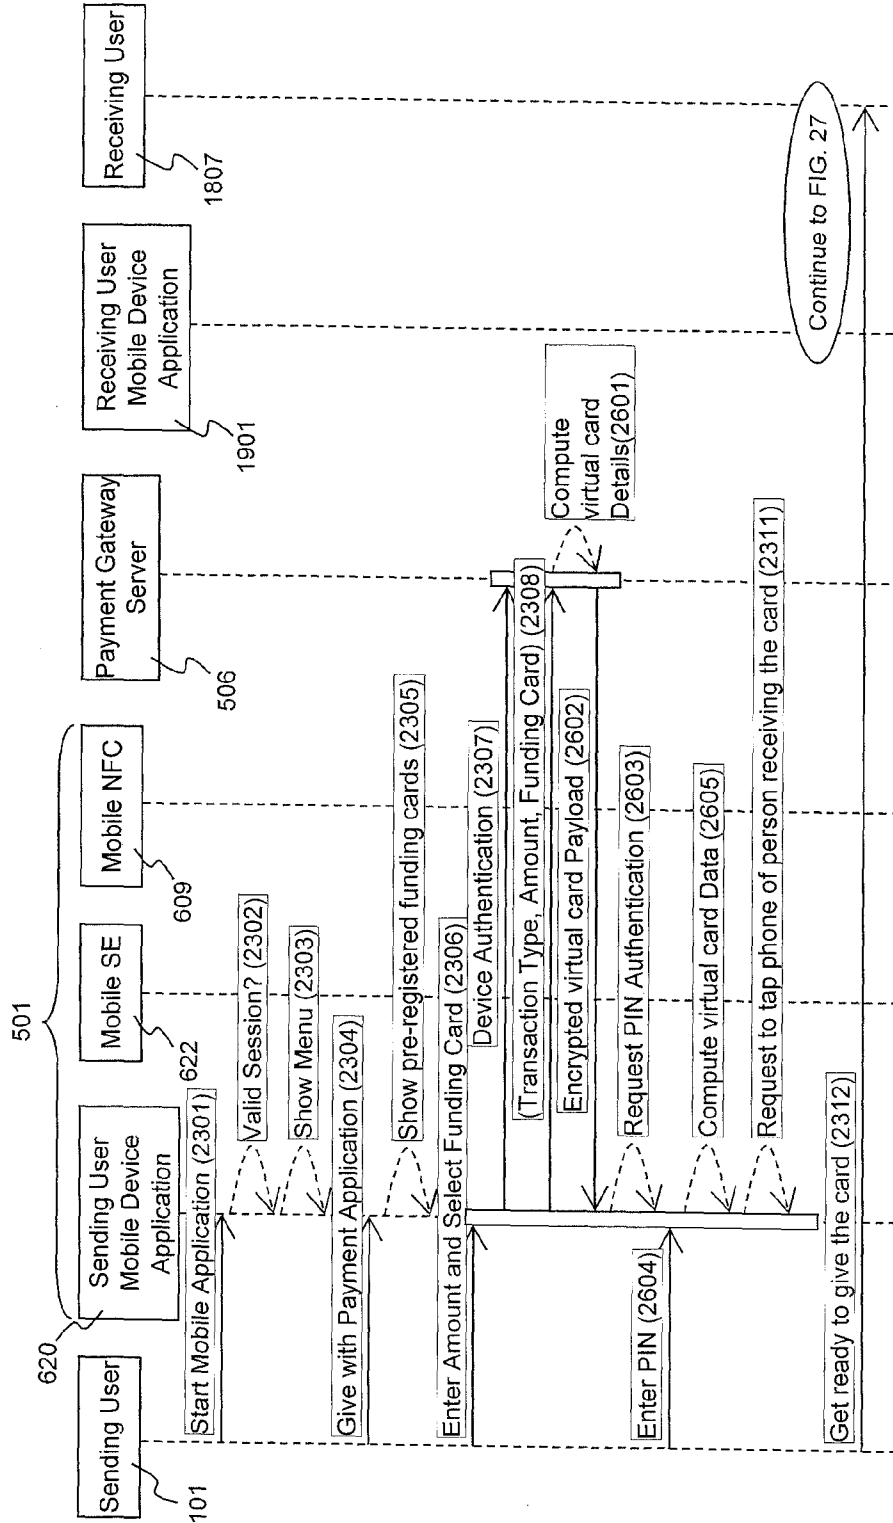 501
Sending User
101
Sending User
Mobile Device
Application
620
Mobile SE
622
Mobile NFC
609
Payment Gateway
Server
506
Receiving User
Mobile Device
Application
1901
Receiving User
1807
Start Mobile Application (2301)
Valid Session? (2302)
Show Menu (2303)
Give with Payment Application (2304)
Show pre-registered funding cards (2305)
Enter Amount and Select Funding Card (2306)
Device Authentication (2307)
(Transaction Type, Amount, Funding Card) (2308)
Compute
virtual card
Details(2601)
Encrypted virtual card Payload (2602)
Request PIN Authentication (2603)
Enter PIN (2604)
Compute virtual card Data (2605)
Request to tap phone of person receiving the card (2311)
Get ready to give the card (2312)
Continue to FIG. 27